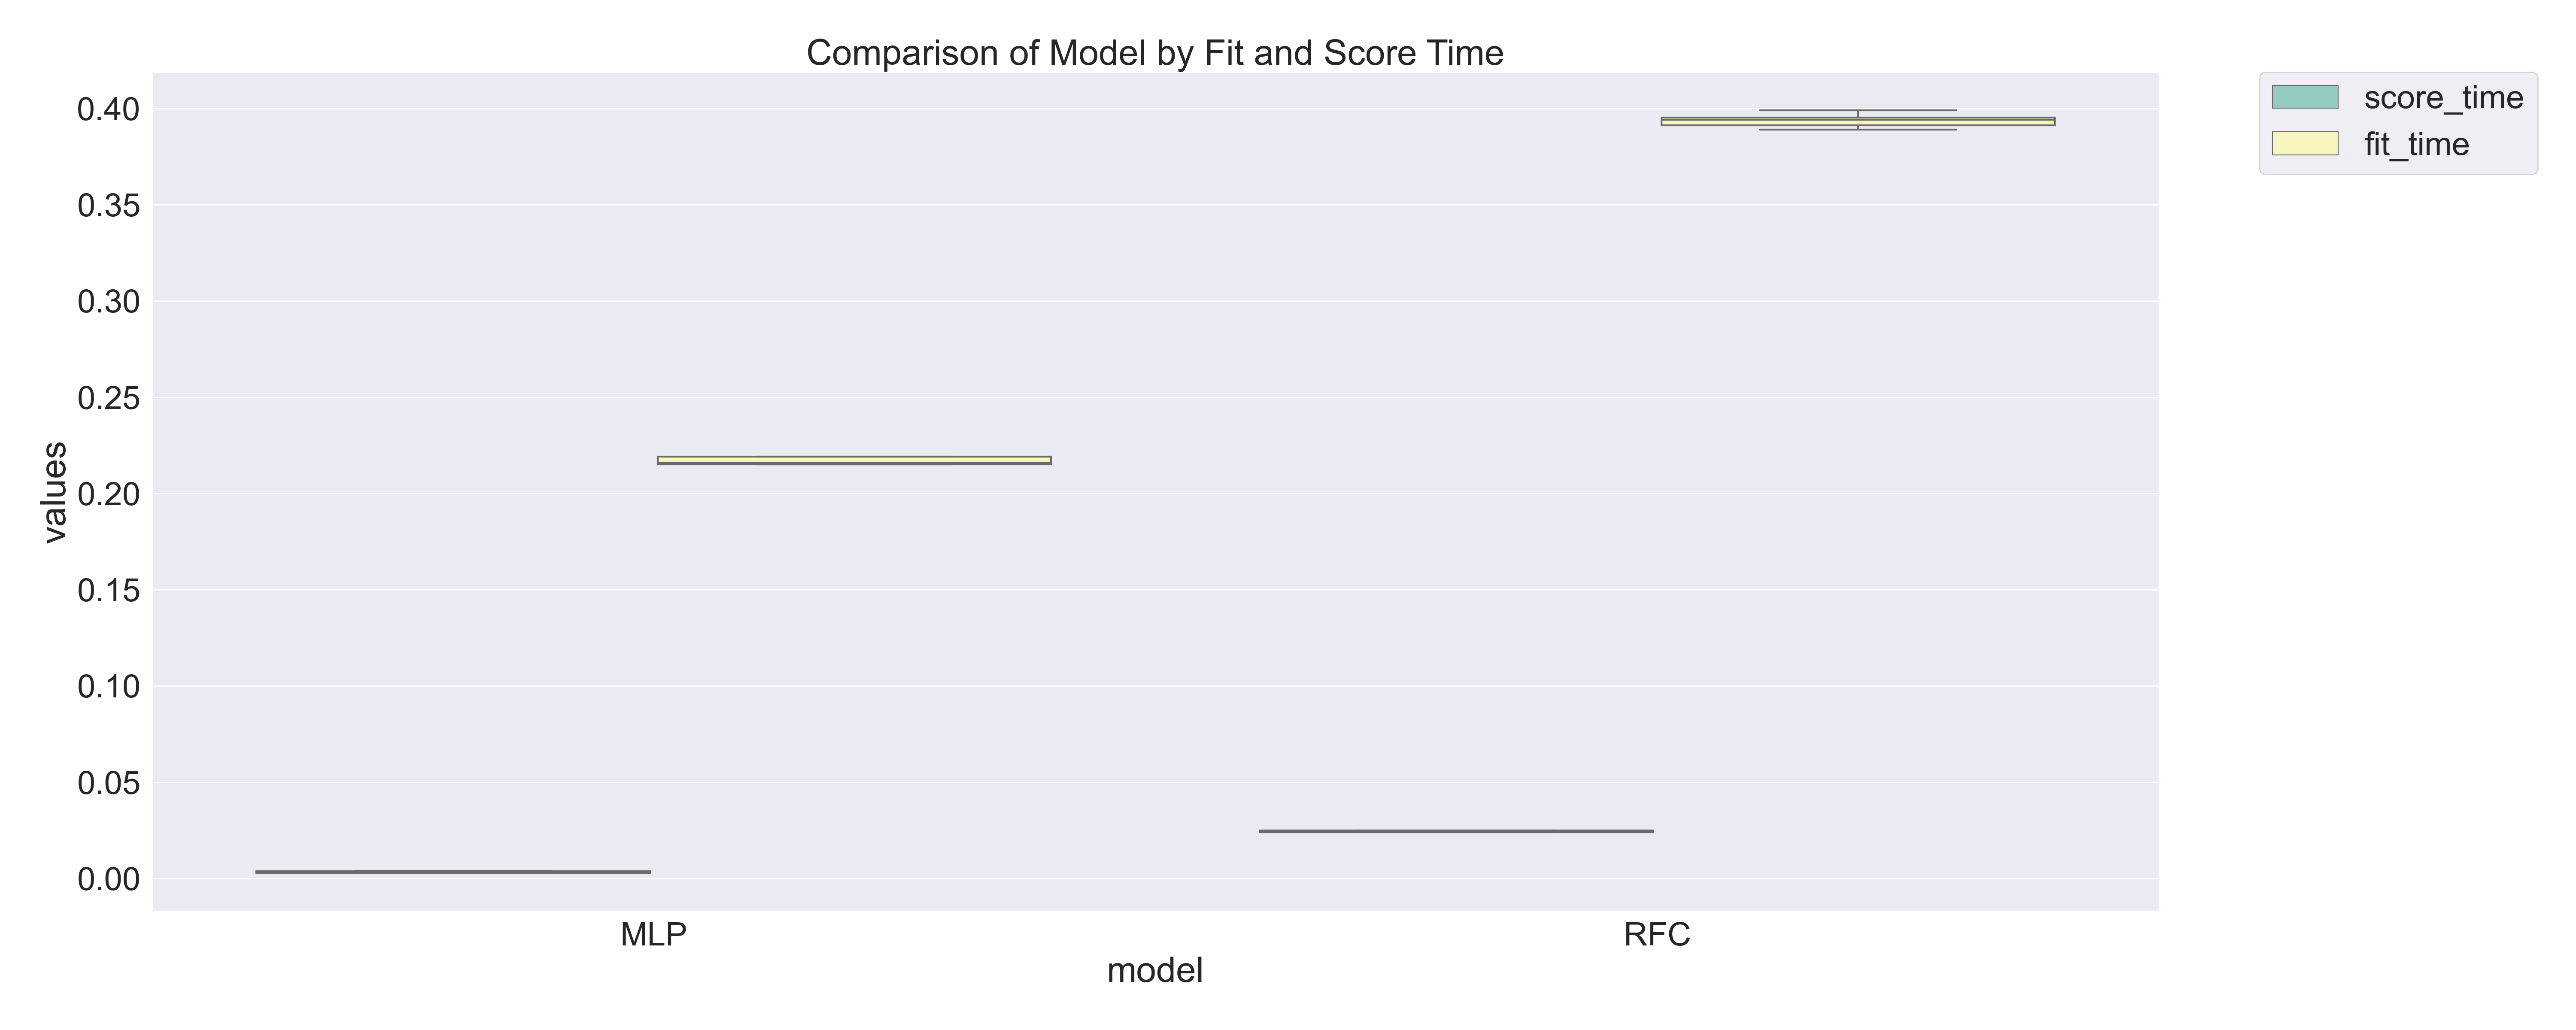 Comparison of Model by Fit and Score Time
0.40
0.35
0.30
0.25
0.20
0.15
0.10
0.05
0.00
values
MLP
RFC
model
score_time
fit_time